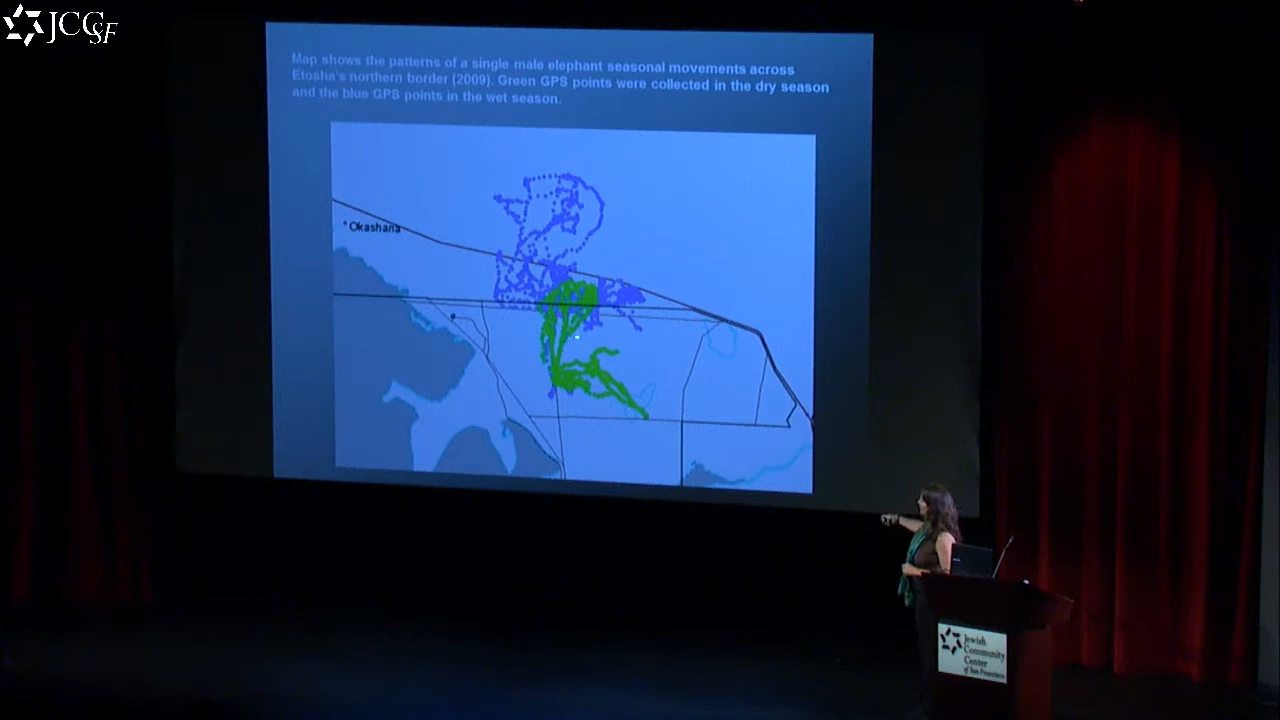 JCCSF
Map shows the patterns of a single male elephant seasonal movements across
Etosha's northern border (2009). Green GPS points were collected in the dry season
and the blue GPS points in the wet season.
Okashana
Jewish
Community
Center
of San Francisco